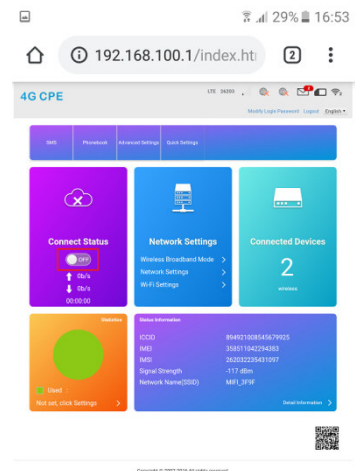 29% 16:53
192.168.100.1/index.ht
2
4G CPE
LTE 26203
Modify Login Password Logout English
SMS Phonebook Advanced Settings Quick Settings
Connect Status
OFF
0b/s
0b/s
00:00:00
Network Settings
Wireless Broadband Mode
Network Settings
Wi-Fi Settings
Connected Devices
2
wireless
Statistics
Used :
Not set, click Settings
Status Information
ICCID 894921008545679925
IMEI 358511042294383
IMSI 262032235431097
Signal Strength -117 dBm
Network Name(SSID) MIFI_3F9F
Detail Information